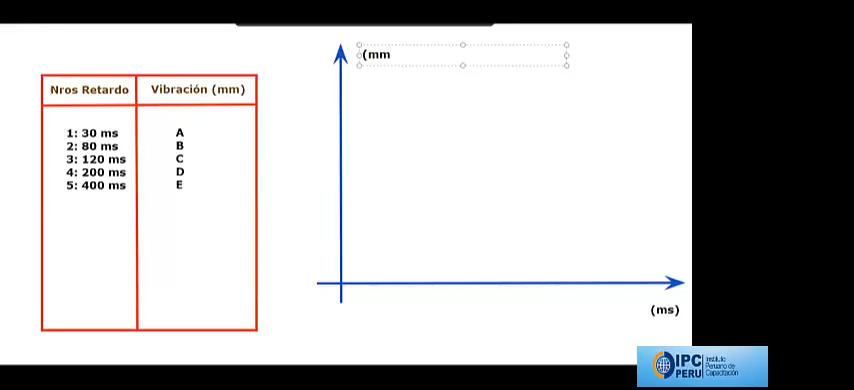 (mm
Nros Retardo Vibración (mm)
1: 30 ms A
2: 80 ms B
3: 120 ms C
4: 200 ms D
5: 400 ms E
(ms)
IPC PERU
Instituto
Peruano de
Capacitación